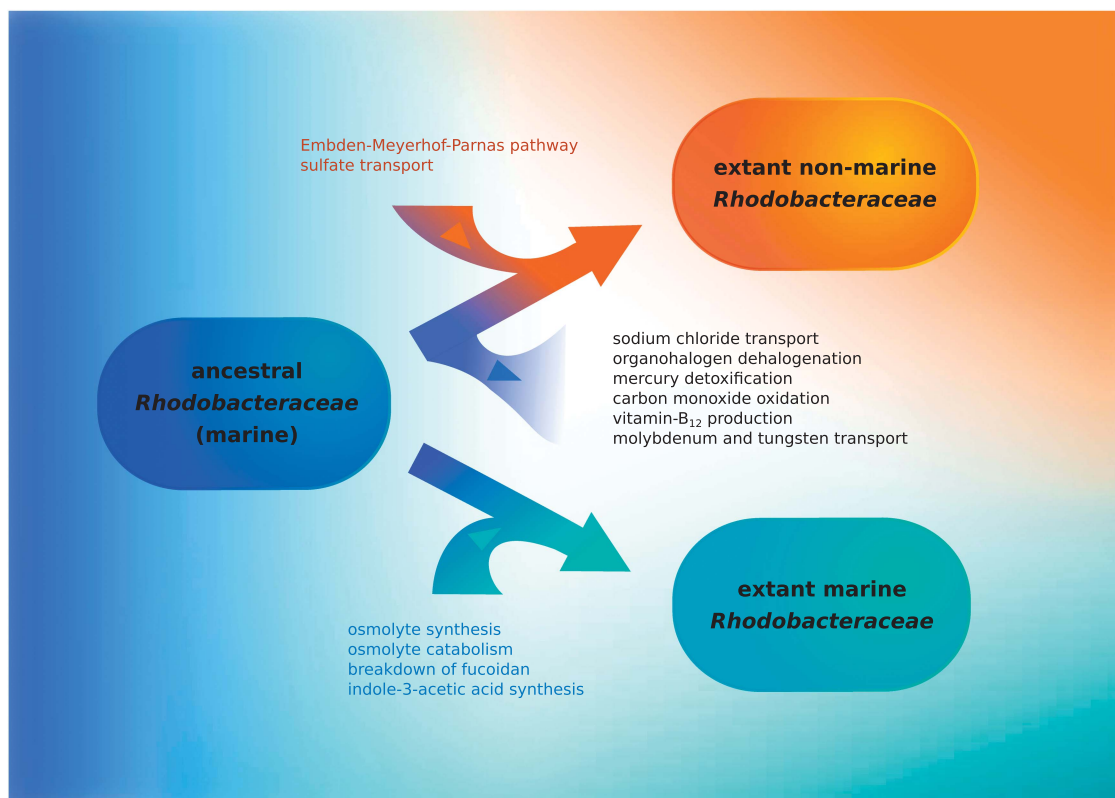 Embden-Meyerhof-Parnas pathway
sulfate transport
extant non-marine
Rhodobacteraceae
ancestral
Rhodobacteraceae
(marine)
sodium chloride transport
organohalogen dehalogenation
mercury detoxification
carbon monoxide oxidation
vitamin-B₁₂ production
molybdenum and tungsten transport
extant marine
Rhodobacteraceae
osmolyte synthesis
osmolyte catabolism
breakdown of fucoidan
indole-3-acetic acid synthesis